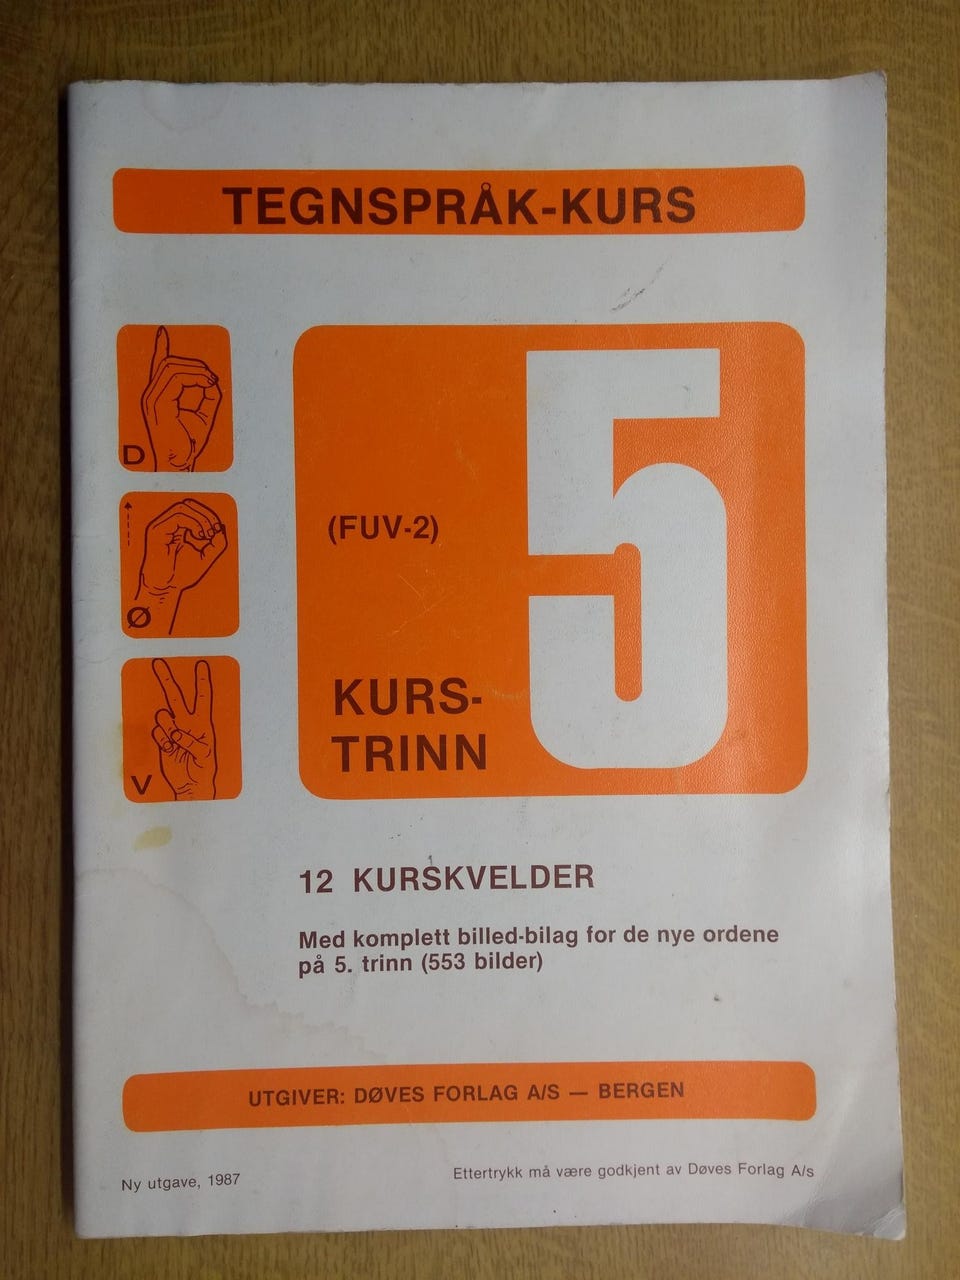 TEGNSPRÅK-KURS
D
Ø
V
(FUV-2)
5
KURS-
TRINN
12 KURSKVELDER
Med komplett billed-bilag for de nye ordene
på 5. trinn (553 bilder)
UTGIVER: DØVES FORLAG A/S — BERGEN
Ny utgave, 1987
Ettertrykk må være godkjent av Døves Forlag A/s